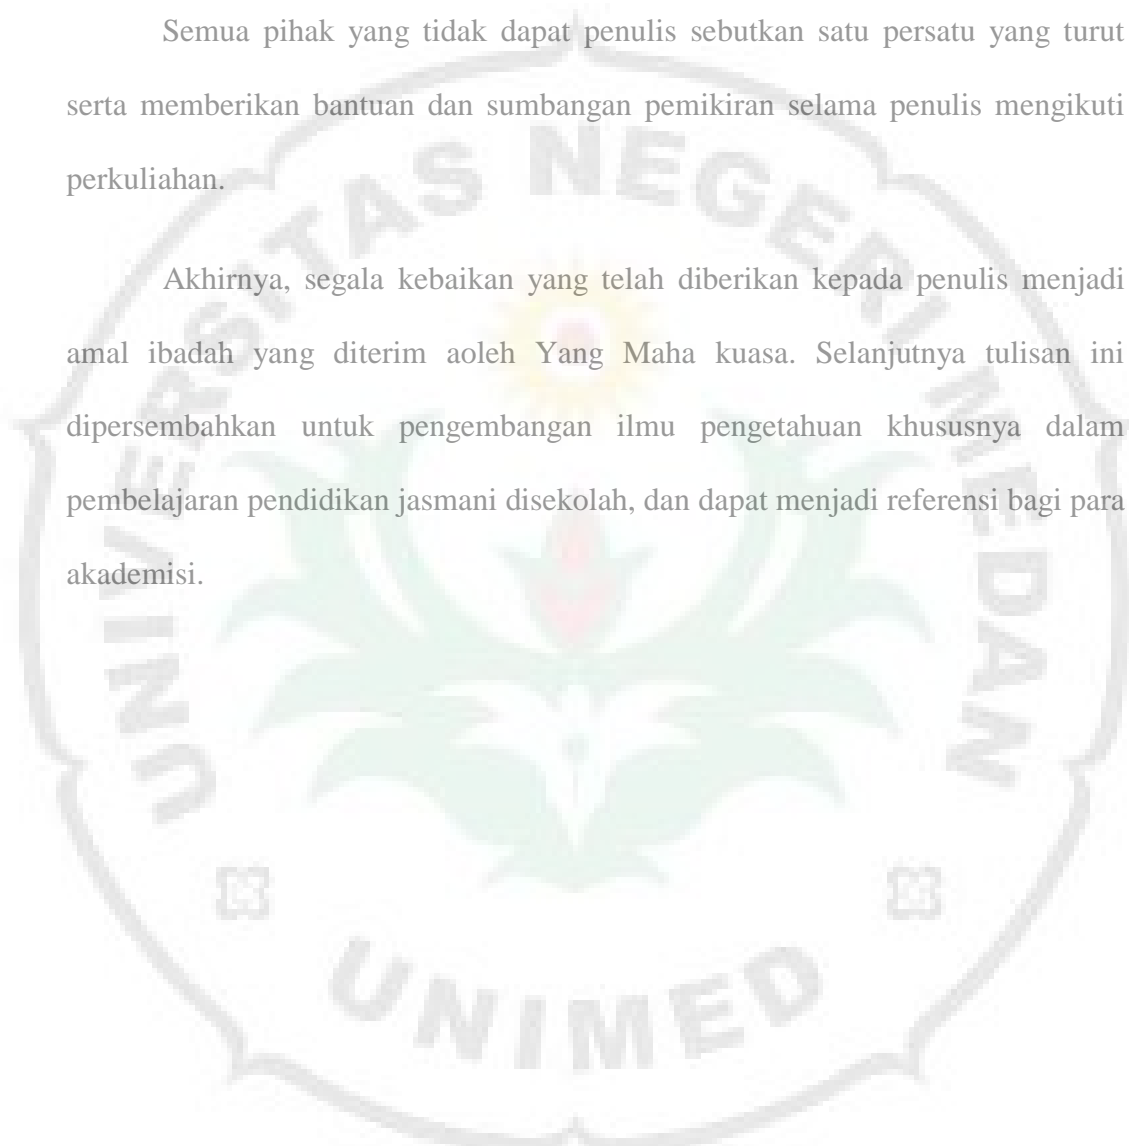 Semua pihak yang tidak dapat penulis sebutkan satu persatu yang turut
serta memberikan bantuan dan sumbangan pemikiran selama penulis mengikuti
perkuliahan.
Akhirnya, segala kebaikan yang telah diberikan kepada penulis menjadi
amal ibadah yang diterim aoleh Yang Maha kuasa. Selanjutnya tulisan ini
dipersembahkan untuk pengembangan ilmu pengetahuan khususnya dalam
pembelajaran pendidikan jasmani disekolah, dan dapat menjadi referensi bagi para
akademisi.
UNIVERSITAS NEGERI MEDAN
UNIMED